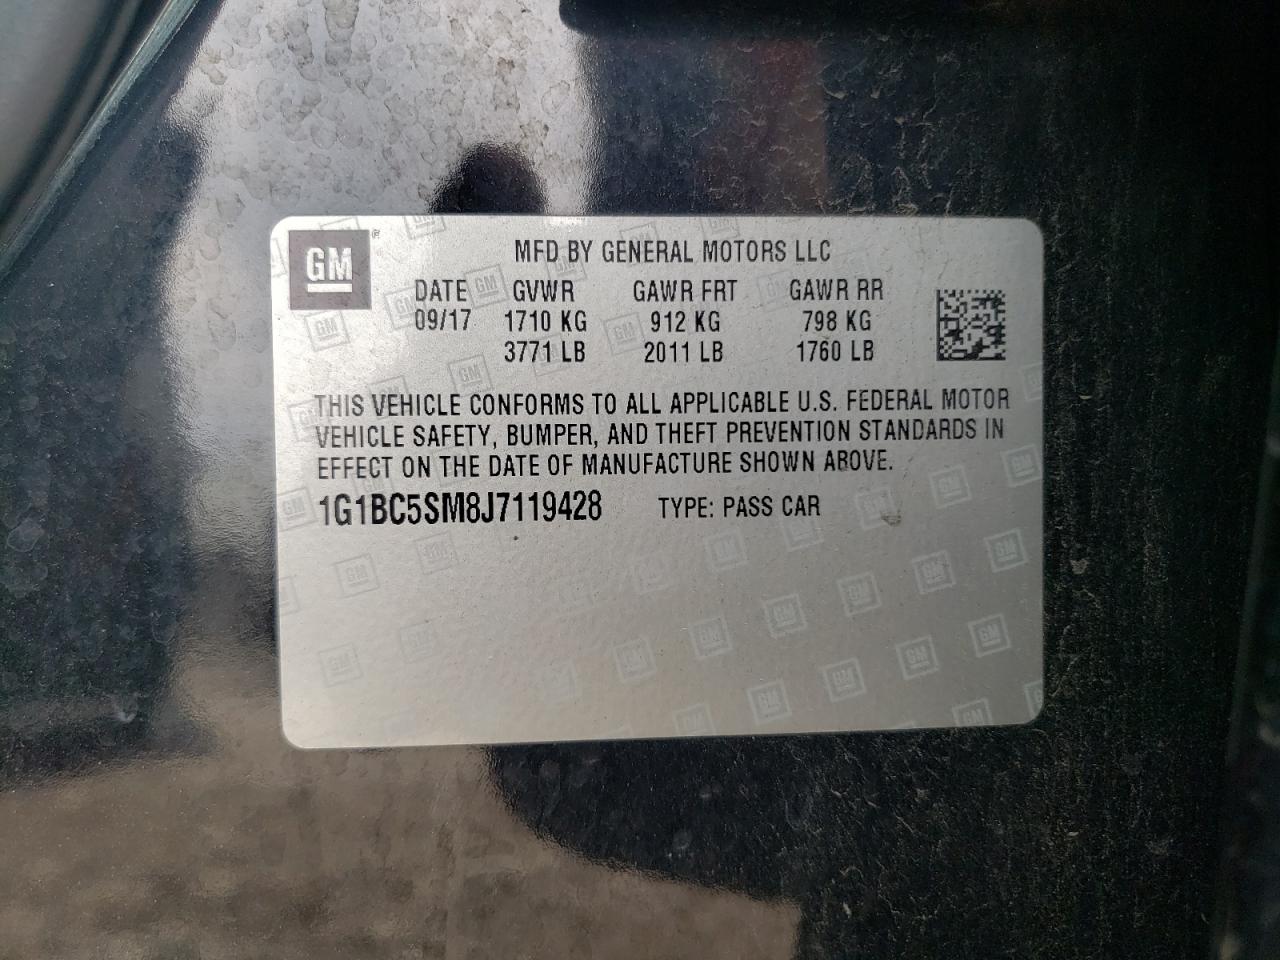 GM
MFD BY GENERAL MOTORS LLC
DATE GVWR GAWR FRT GAWR RR
09/17 1710 KG 912 KG 798 KG
3771 LB 2011 LB 1760 LB
THIS VEHICLE CONFORMS TO ALL APPLICABLE U.S. FEDERAL MOTOR
VEHICLE SAFETY, BUMPER, AND THEFT PREVENTION STANDARDS IN
EFFECT ON THE DATE OF MANUFACTURE SHOWN ABOVE.
1G1BC5SM8J7119428 TYPE: PASS CAR